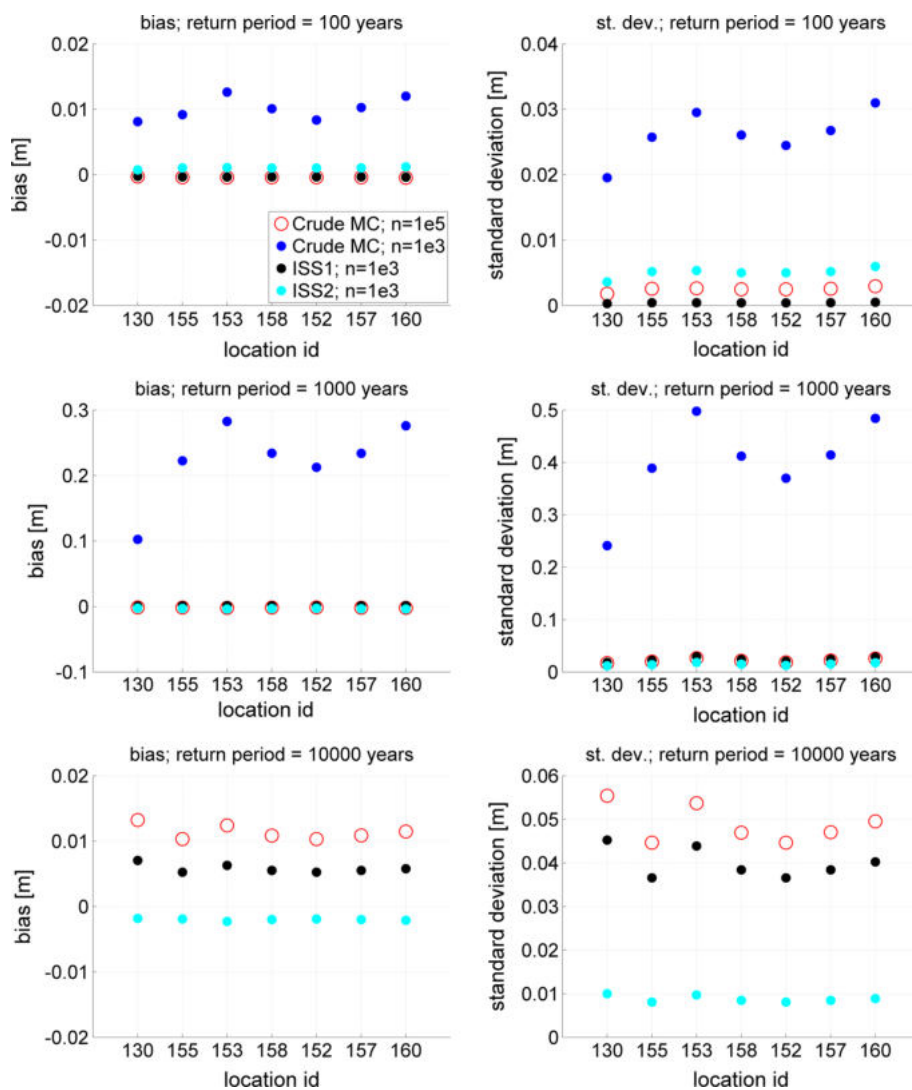 bias; return period = 100 years
0.02
0.01
0
-0.01
-0.02
bias [m]
Crude MC; n=1e5
Crude MC; n=1e3
ISS1; n=1e3
ISS2; n=1e3
130 155 153 158 152 157 160
location id
st. dev.; return period = 100 years
0.04
0.03
0.02
0.01
0
standard deviation [m]
130 155 153 158 152 157 160
location id
bias; return period = 1000 years
0.3
0.2
0.1
0
-0.1
bias [m]
130 155 153 158 152 157 160
location id
st. dev.; return period = 1000 years
0.5
0.4
0.3
0.2
0.1
0
standard deviation [m]
130 155 153 158 152 157 160
location id
bias; return period = 10000 years
0.02
0.01
0
-0.01
-0.02
bias [m]
130 155 153 158 152 157 160
location id
st. dev.; return period = 10000 years
0.06
0.05
0.04
0.03
0.02
0.01
0
standard deviation [m]
130 155 153 158 152 157 160
location id